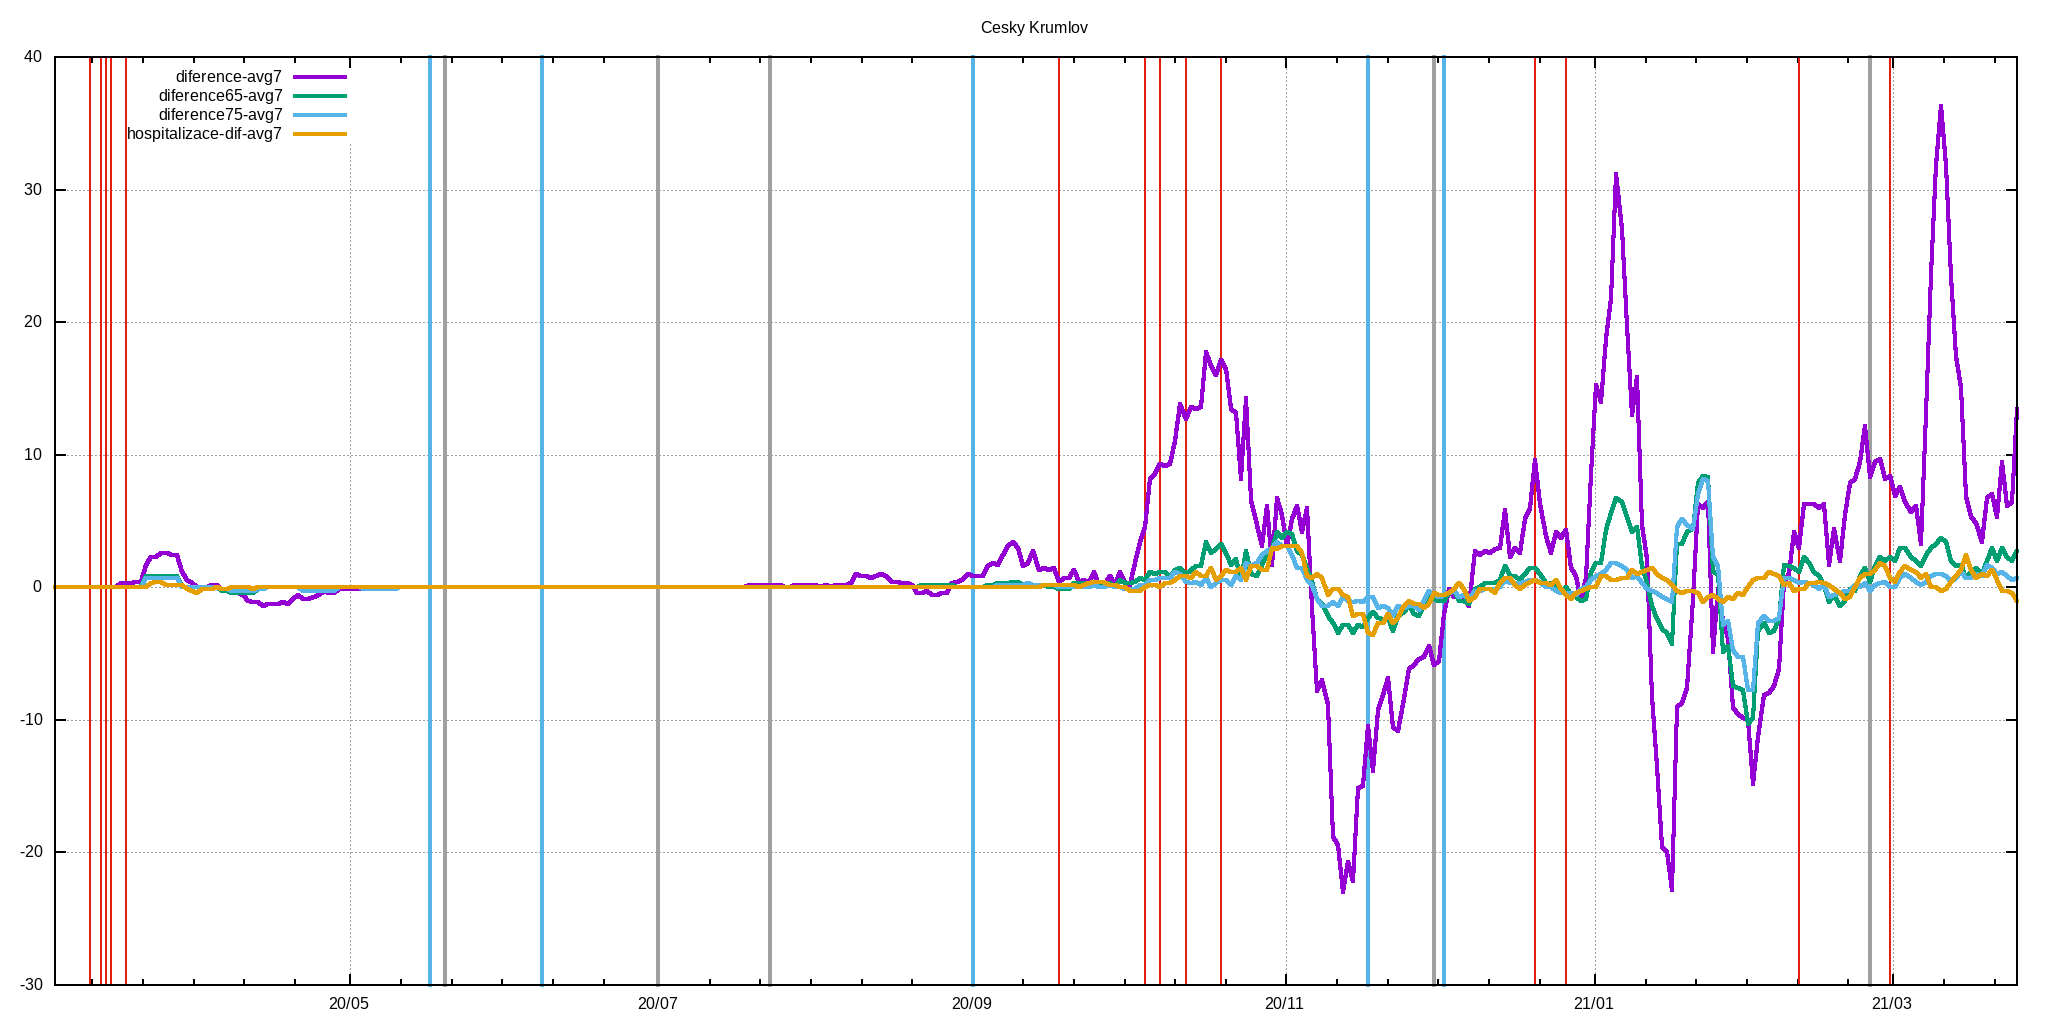 Cesky Krumlov
40
diference-avg7
diference65-avg7
diference75-avg7
hospitalizace-dif-avg7
30
20
10
0
-10
-20
-30
20/05
20/07
20/09
20/11
21/01
21/03